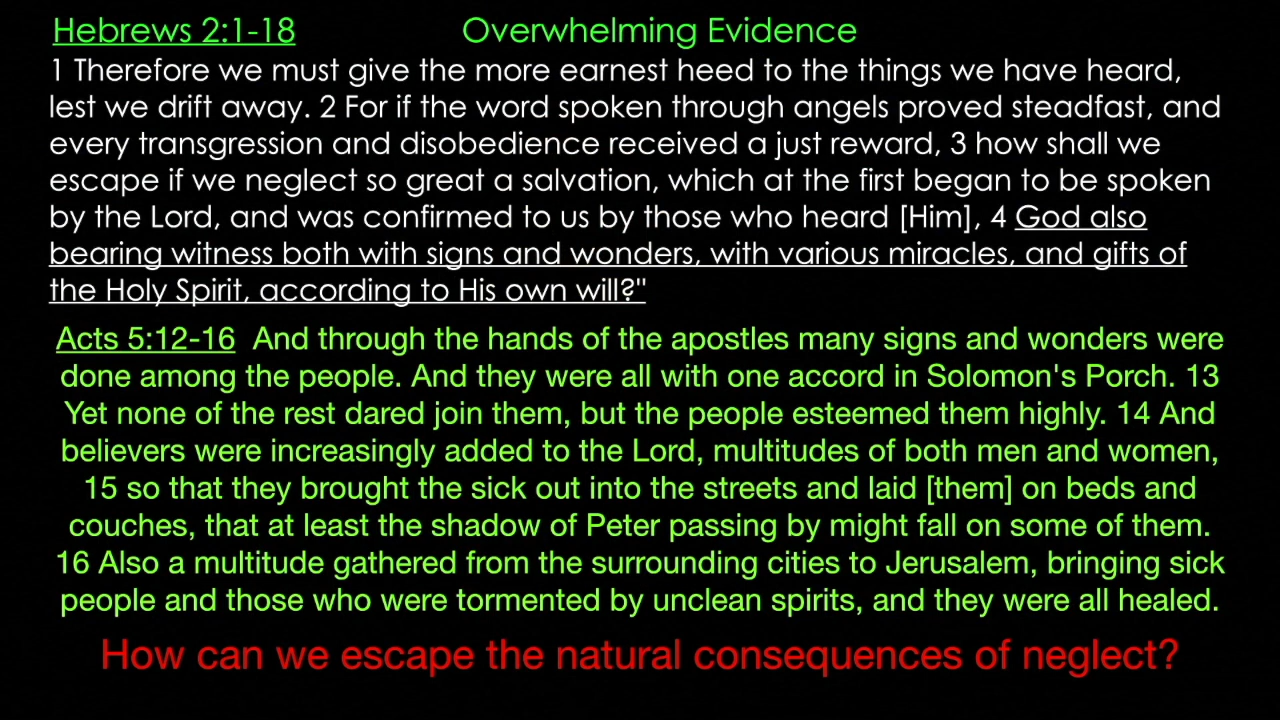 Hebrews 2:1-18 Overwhelming Evidence
1 Therefore we must give the more earnest heed to the things we have heard,
lest we drift away. 2 For if the word spoken through angels proved steadfast, and
every transgression and disobedience received a just reward, 3 how shall we
escape if we neglect so great a salvation, which at the first began to be spoken
by the Lord, and was confirmed to us by those who heard [Him], 4 God also
bearing witness both with signs and wonders, with various miracles, and gifts of
the Holy Spirit, according to His own will?"
Acts 5:12-16 And through the hands of the apostles many signs and wonders were
done among the people. And they were all with one accord in Solomon's Porch. 13
Yet none of the rest dared join them, but the people esteemed them highly. 14 And
believers were increasingly added to the Lord, multitudes of both men and women,
15 so that they brought the sick out into the streets and laid [them] on beds and
couches, that at least the shadow of Peter passing by might fall on some of them.
16 Also a multitude gathered from the surrounding cities to Jerusalem, bringing sick
people and those who were tormented by unclean spirits, and they were all healed.
How can we escape the natural consequences of neglect?